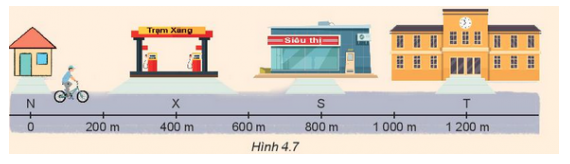 Trạm Xăng
Siêu thị
N X S T
0 200 m 400 m 600 m 800 m 1 000 m 1 200 m
Hình 4.7